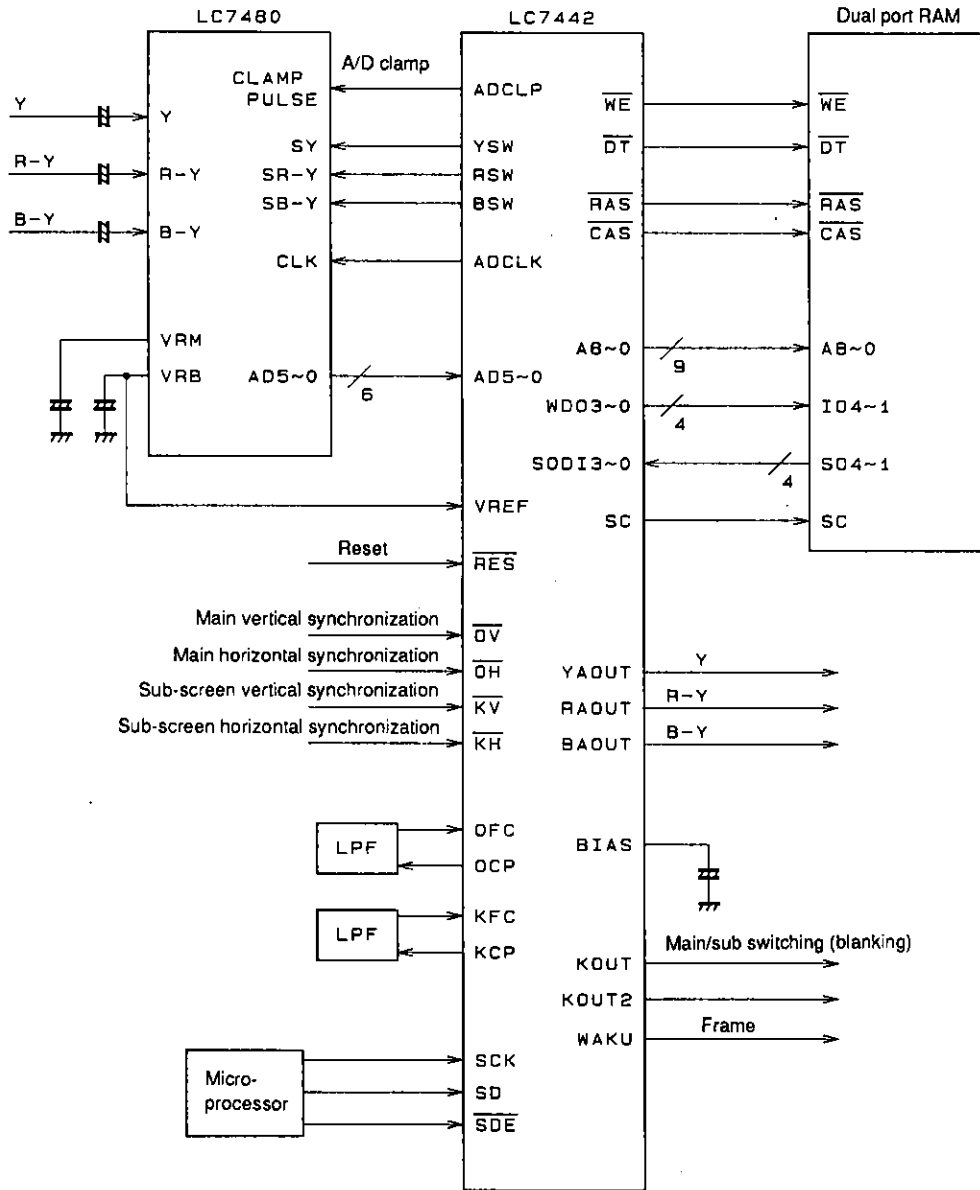 LC7480
LC7442
Dual port RAM
A/D clamp
CLAMP
PULSE
ADCLP
WE
WE
Y
Y
SY
YSW
DT
DT
R-Y
R-Y
SR-Y
RSW
RAS
RAS
SB-Y
BSW
CAS
CAS
B-Y
B-Y
CLK
ADCLK
VRM
A8~0
9
A8~0
VRB
AD5~0
6
AD5~0
WDO3~0
4
IO4~1
SODI3~0
4
SO4~1
VREF
SC
SC
Reset
RES
Main vertical synchronization
OV
Main horizontal synchronization
OH
YAOUT
Y
Sub-screen vertical synchronization
KV
RAOUT
R-Y
Sub-screen horizontal synchronization
KH
BAOUT
B-Y
LPF
OFC
OCP
BIAS
LPF
KFC
KCP
Main/sub switching (blanking)
KOUT
KOUT2
WAKU
Frame
Micro-
processor
SCK
SD
SDE